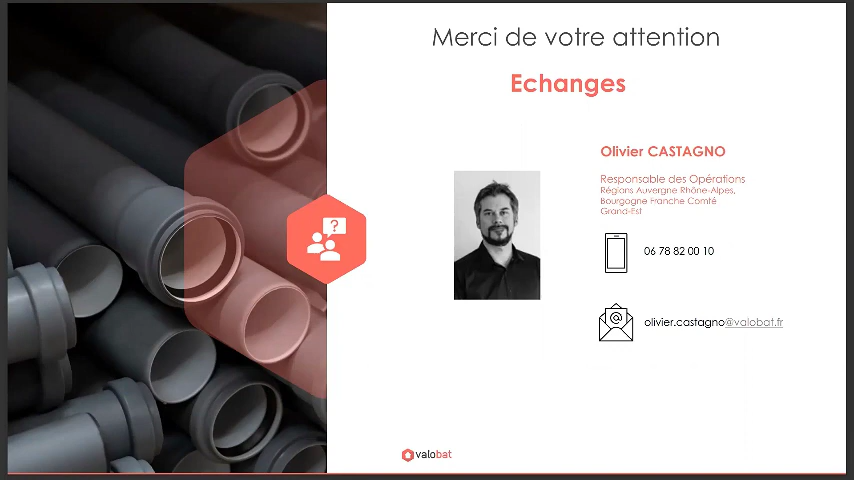 Merci de votre attention
Echanges
Olivier CASTAGNO
Responsable des Opérations
Régions Auvergne Rhône-Alpes,
Bourgogne Franche Comté
Grand-Est
?
06 78 82 00 10
@
olivier.castagno@valobat.fr
valobat